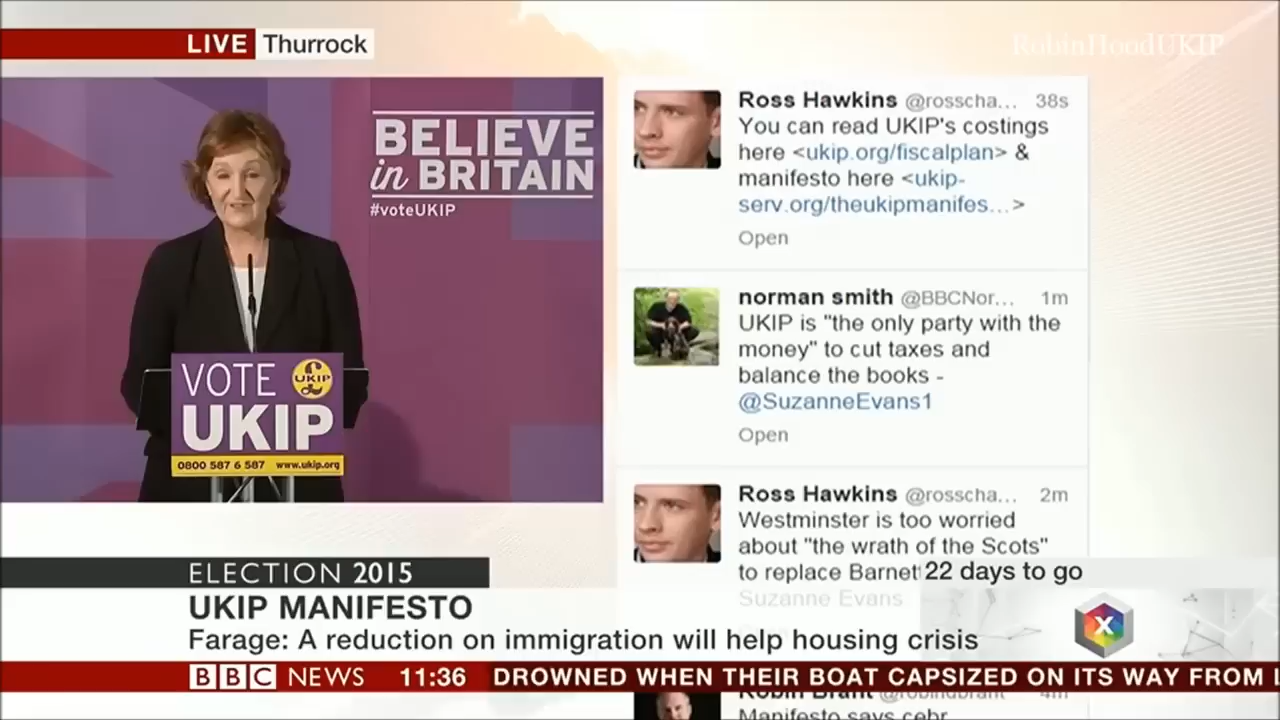 LIVE Thurrock
RobinHoodUKIP
BELIEVE
in BRITAIN
#voteUKIP
VOTE
UKIP
UKIP
0800 587 6 587 www.ukip.org
Ross Hawkins @rosscha... 38s
You can read UKIP's costings
here <ukip.org/fiscalplan> &
manifesto here <ukip-
serv.org/theukipmanifes...>
Open
norman smith @BBCNor... 1m
UKIP is "the only party with the
money" to cut taxes and
balance the books -
@SuzanneEvans1
Open
Ross Hawkins @rosscha... 2m
Westminster is too worried
about "the wrath of the Scots"
to replace Barnet
Suzanne Evans
22 days to go
X
ELECTION 2015
UKIP MANIFESTO
Farage: A reduction on immigration will help housing crisis
BBC NEWS 11:36 DROWNED WHEN THEIR BOAT CAPSIZED ON ITS WAY FROM
Robin Brant @robindbrant 4m
Manifesto says